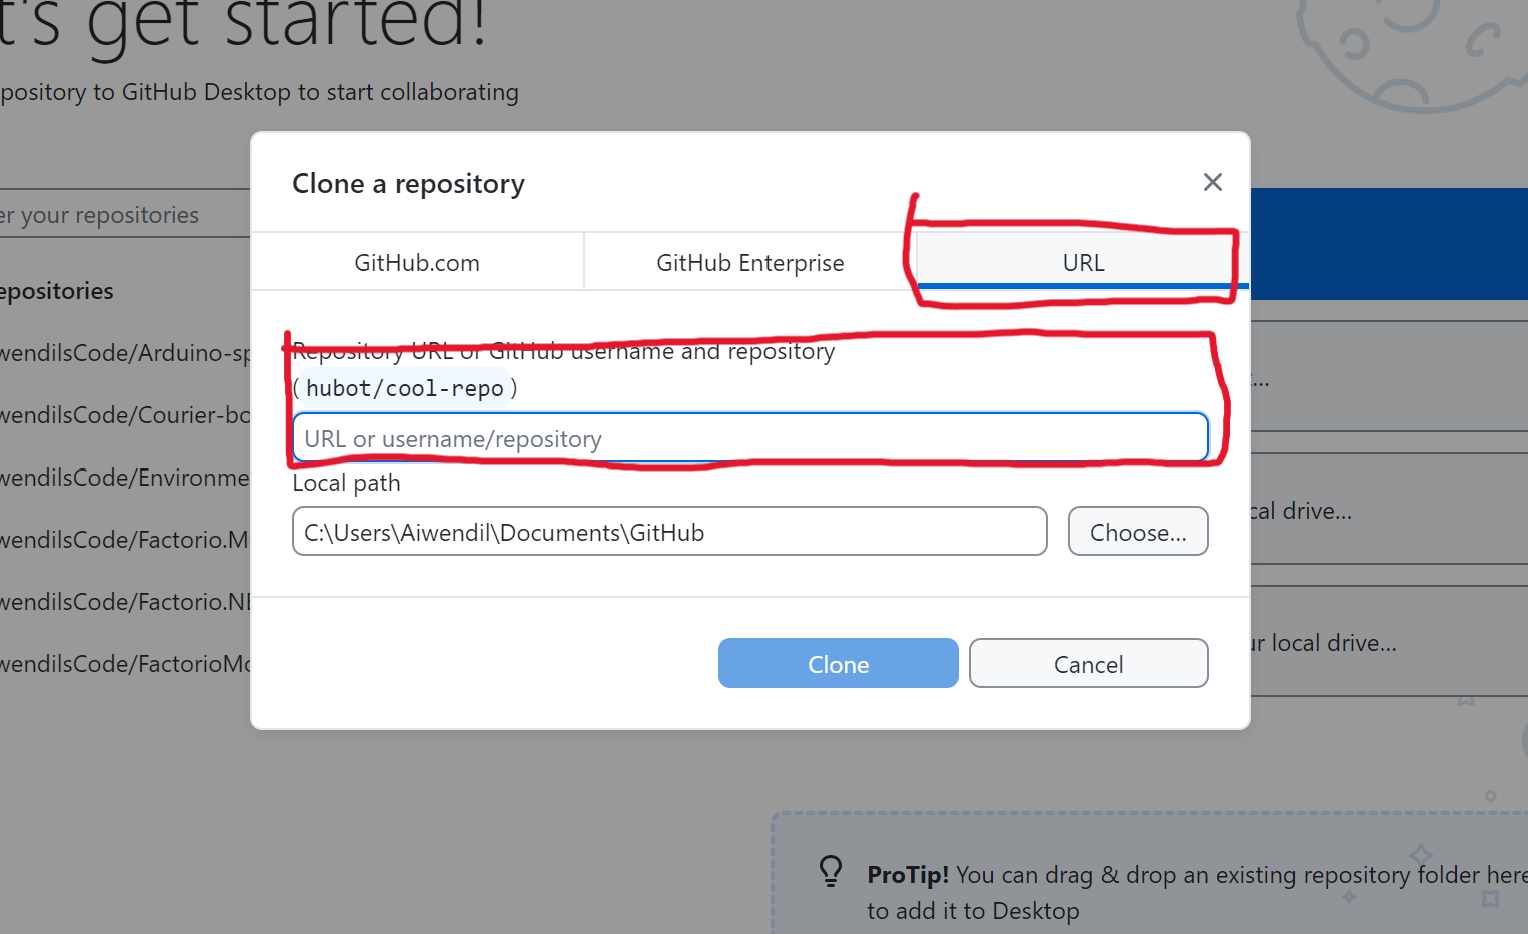 t's get started!
pository to GitHub Desktop to start collaborating
Clone a repository
er your repositories
GitHub.com
GitHub Enterprise
URL
epositories
Repository URL or GitHub username and repository
(hubot/cool-repo)
URL or username/repository
Local path
C:\Users\Aiwendil\Documents\GitHub
Choose...
Clone
Cancel
wendilsCode/Arduino-sp
wendilsCode/Courier-bo
wendilsCode/Environme
wendilsCode/Factorio.M
wendilsCode/Factorio.NE
wendilsCode/FactorioMo
...
cal drive...
ur local drive...
ProTip! You can drag & drop an existing repository folder here
to add it to Desktop